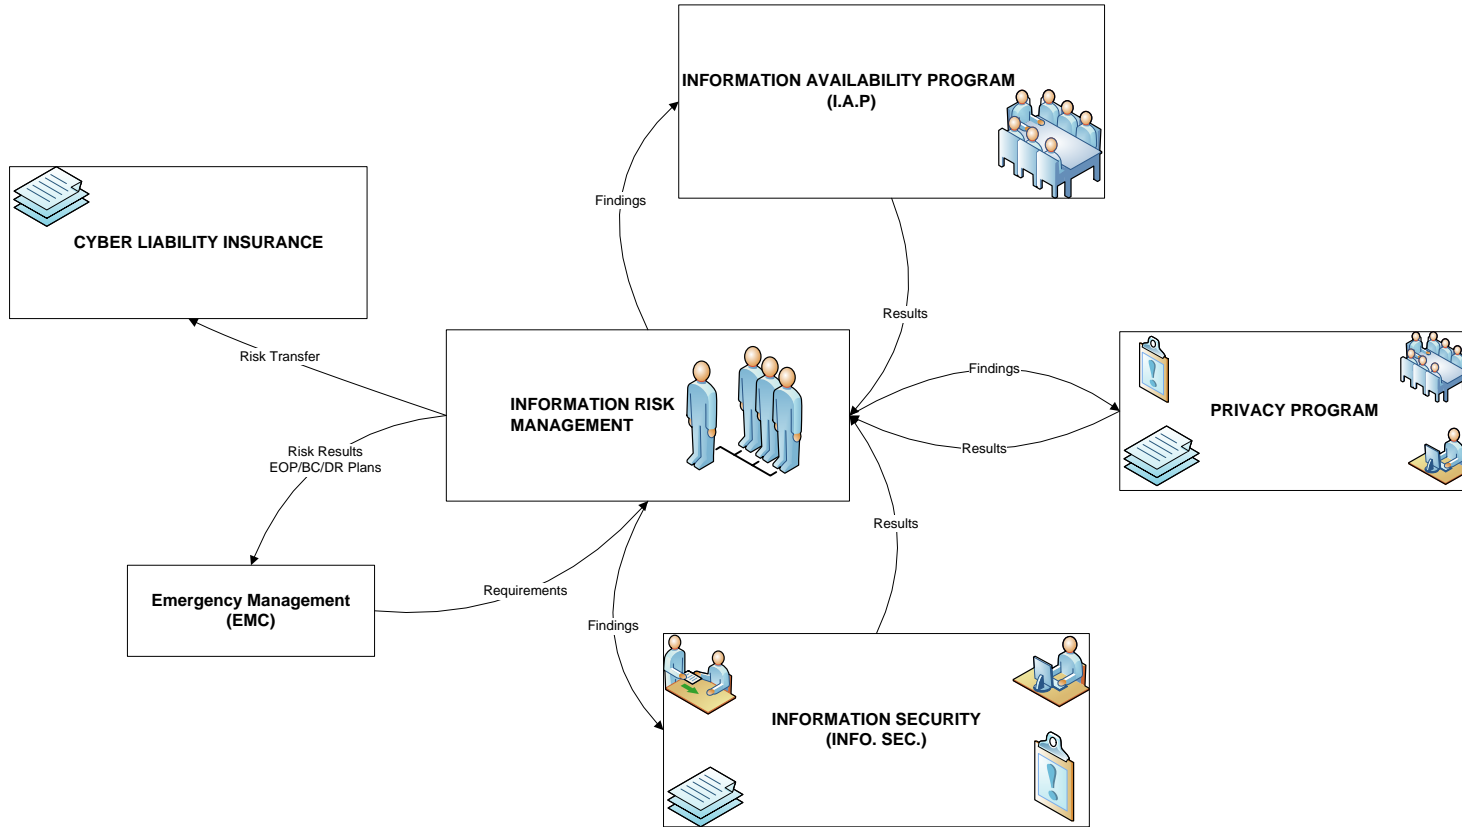 INFORMATION AVAILABILITY PROGRAM
(I.A.P)
Findings
CYBER LIABILITY INSURANCE
Results
Risk Transfer
Findings
INFORMATION RISK
MANAGEMENT
PRIVACY PROGRAM
Risk Results
EOP/BC/DR Plans
Results
Results
Requirements
Emergency Management
(EMC)
Findings
INFORMATION SECURITY
(INFO. SEC.)